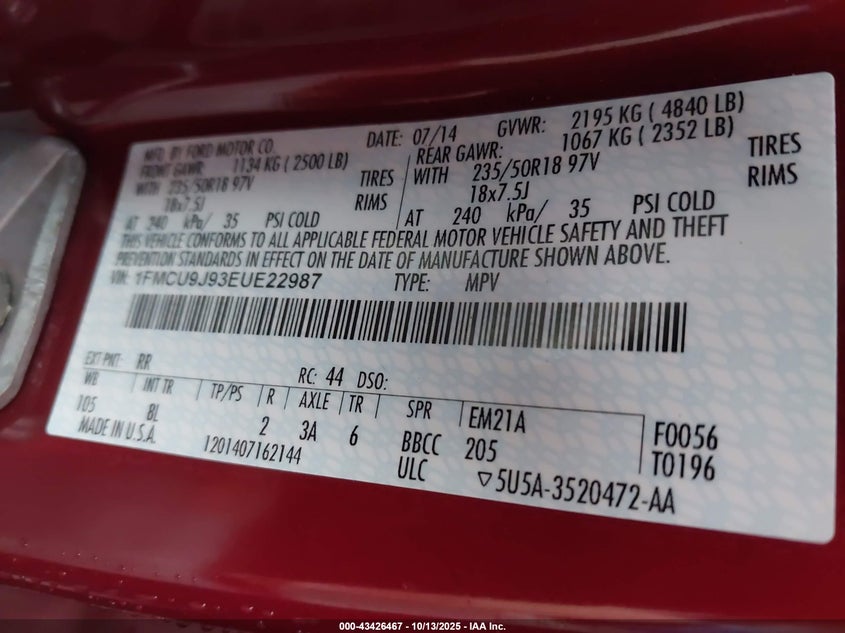 MFD. BY FORD MOTOR CO. DATE: 07/14 GVWR: 2195 KG ( 4840 LB)
FRONT GAWR: 1134 KG ( 2500 LB) REAR GAWR: 1067 KG ( 2352 LB)
WITH 235/50R18 97V TIRES WITH 235/50R18 97V TIRES
18x7.5J RIMS 18x7.5J RIMS
AT 240 kPa/ 35 PSI COLD AT 240 kPa/ 35 PSI COLD
THIS VEHICLE CONFORMS TO ALL APPLICABLE FEDERAL MOTOR VEHICLE SAFETY AND THEFT
PREVENTION STANDARDS IN EFFECT ON THE DATE OF MANUFACTURE SHOWN ABOVE.
VIN: 1FMCU9J93EUE22987 TYPE: MPV
EXT PNT: RR RC: 44 DSO:
WB INT TR TP/PS R AXLE TR SPR EM21A
105 8L 2 3A 6 BBCC 205 F0056
MADE IN U.S.A. 1201407162144 ULC T0196
▽5U5A-3520472-AA
000-43426467 - 10/13/2025 - IAA Inc.